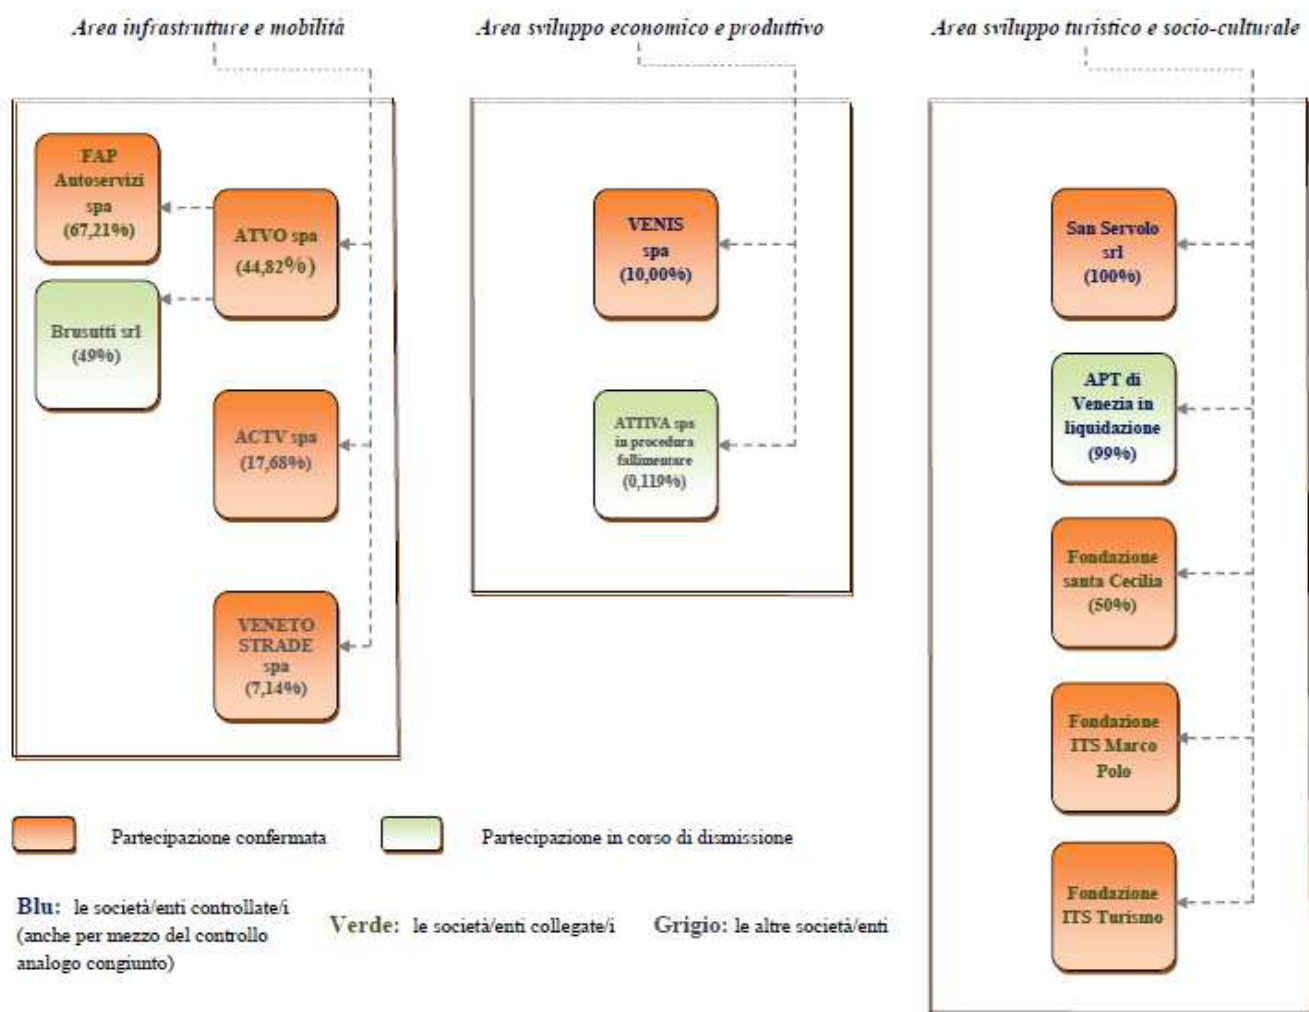 Area infrastrutture e mobilità
Area sviluppo economico e produttivo
Area sviluppo turistico e socio-culturale
FAP
Autoservizi
spa
(67,21%)
ATVO spa
(44,82%)
Brusutti srl
(49%)
ACTV spa
(17,68%)
VENETO
STRADE
spa
(7,14%)
VENIS
spa
(10,00%)
ATTIVA spa
in procedura
fallimentare
(0,119%)
San Servolo
srl
(100%)
APT di
Venezia in
liquidazione
(99%)
Fondazione
santa Cecilia
(50%)
Fondazione
ITS Marco
Polo
Fondazione
ITS Turismo
Partecipazione confermata
Partecipazione in corso di dismissione
Blu: le società/enti controllate/i
(anche per mezzo del controllo
analogo congiunto)
Verde: le società/enti collegate/i
Grigio: le altre società/enti